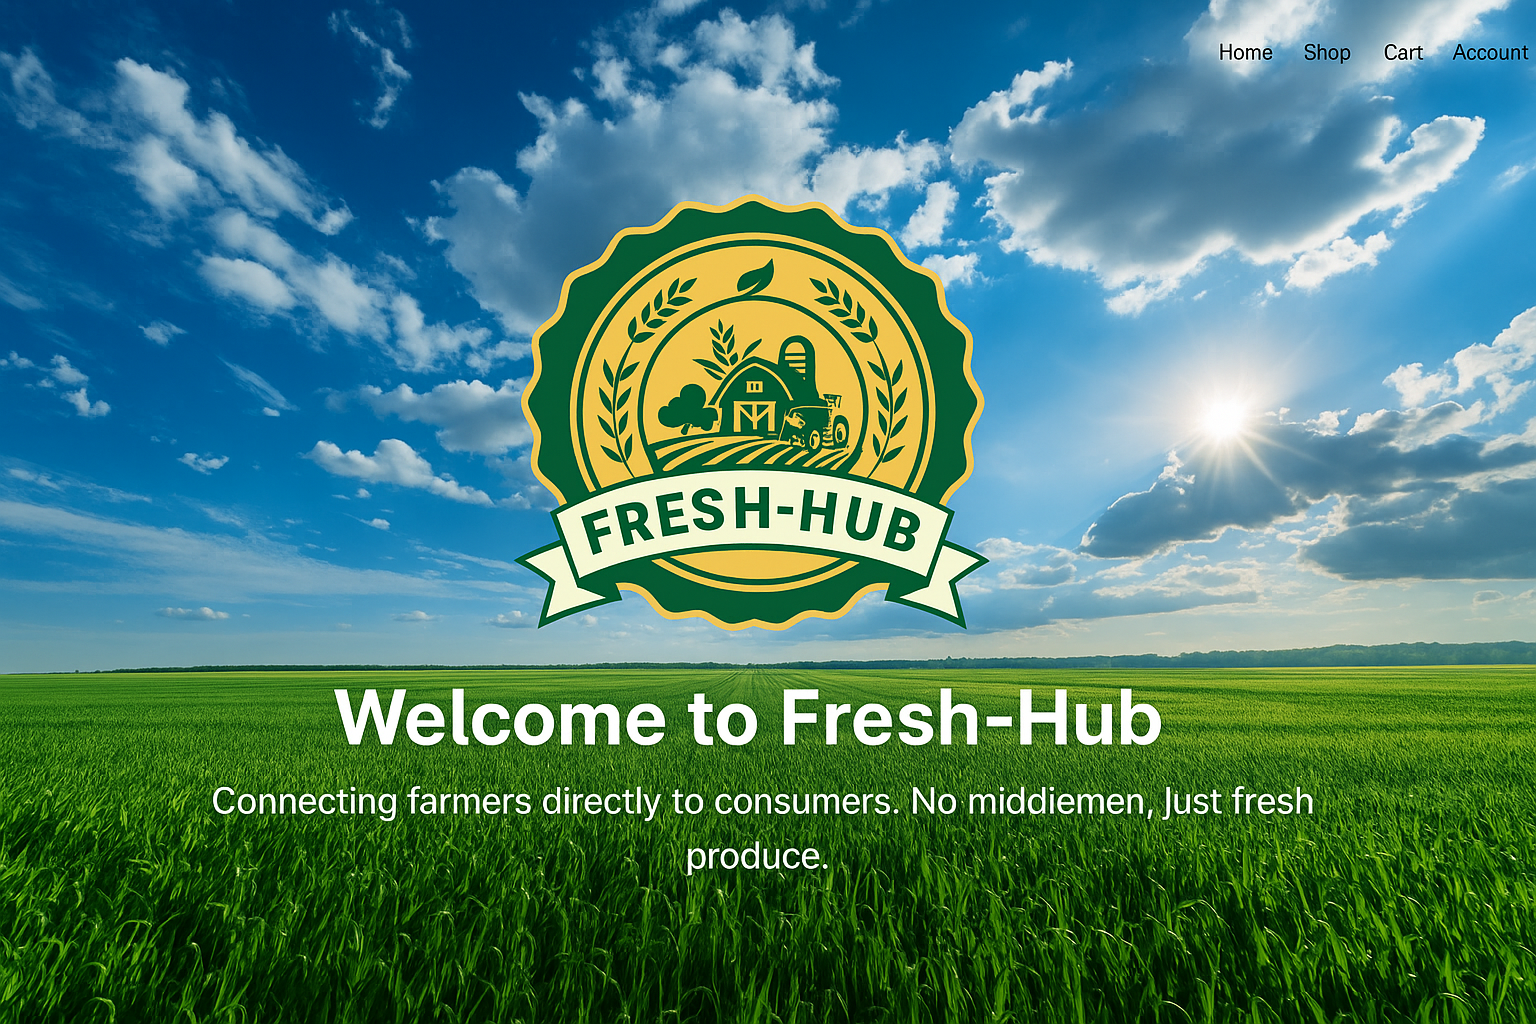 Home Shop Cart Account
FRESH-HUB
Welcome to Fresh-Hub
Connecting farmers directly to consumers. No middiemen, Just fresh
produce.